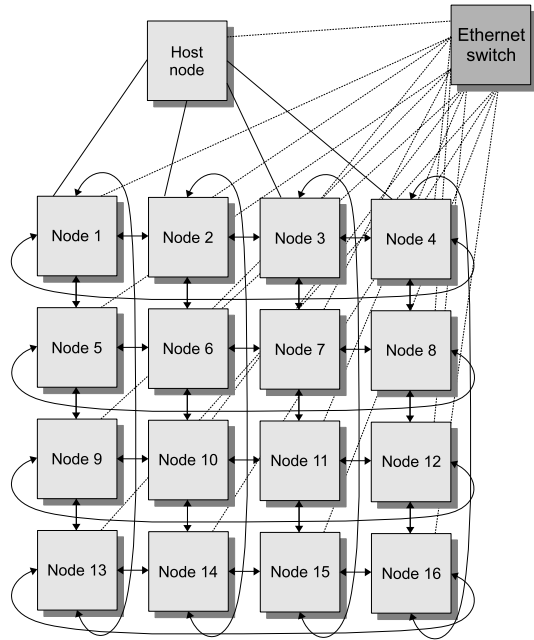 Host
node
Ethernet
switch
Node 1
Node 2
Node 3
Node 4
Node 5
Node 6
Node 7
Node 8
Node 9
Node 10
Node 11
Node 12
Node 13
Node 14
Node 15
Node 16